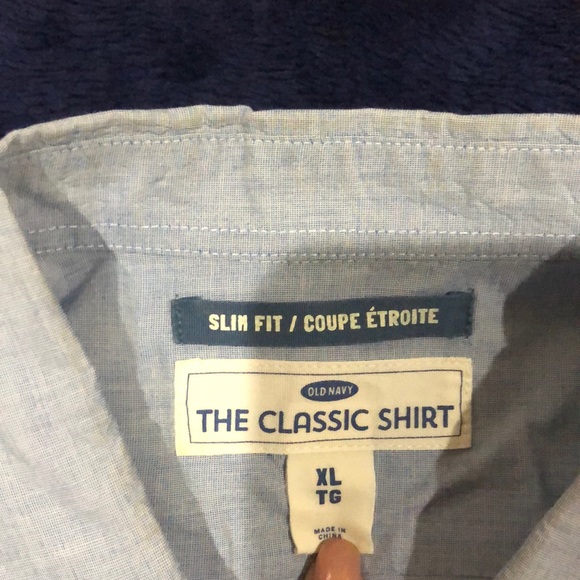 SLIM FIT / COUPE ÉTROITE
OLD NAVY
THE CLASSIC SHIRT
XL
TG
MADE IN
CHINA